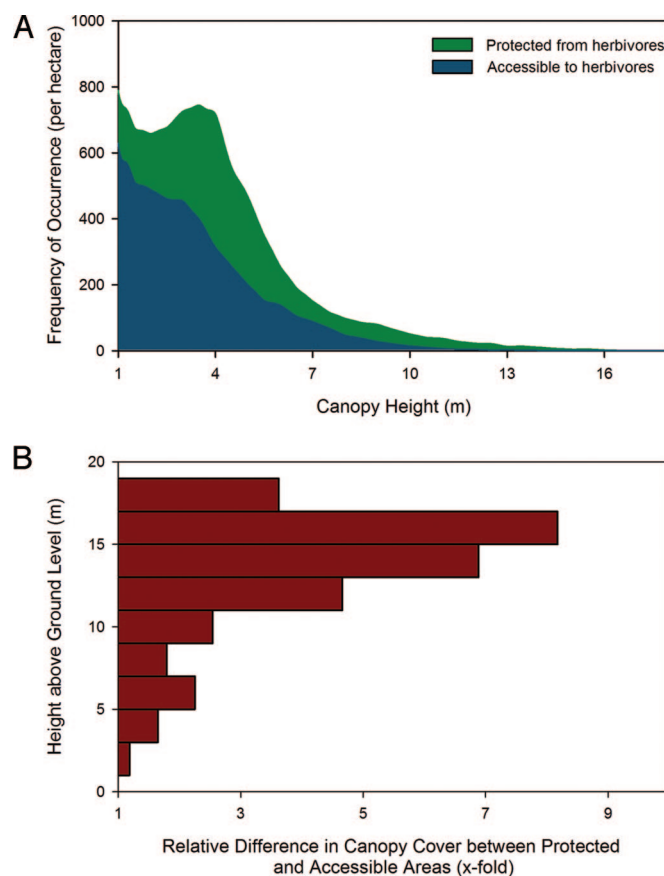 A
1000
800
600
400
200
0
Frequency of Occurrence (per hectare)
Protected from herbivores
Accessible to herbivores
1 4 7 10 13 16
Canopy Height (m)
B
20
15
10
5
0
Height above Ground Level (m)
1 3 5 7 9
Relative Difference in Canopy Cover between Protected
and Accessible Areas (x-fold)